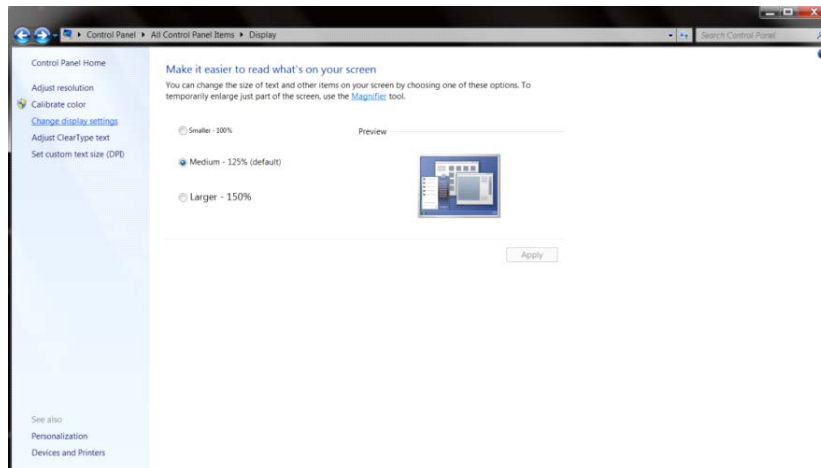 Control Panel ▸ All Control Panel Items ▸ Display
Search Control Panel
Control Panel Home
Adjust resolution
Calibrate color
Change display settings
Adjust ClearType text
Set custom text size (DPI)
Make it easier to read what's on your screen
You can change the size of text and other items on your screen by choosing one of these options. To
temporarily enlarge just part of the screen, use the Magnifier tool.
Smaller - 100%
Preview
Medium - 125% (default)
Larger - 150%
Apply
See also
Personalization
Devices and Printers